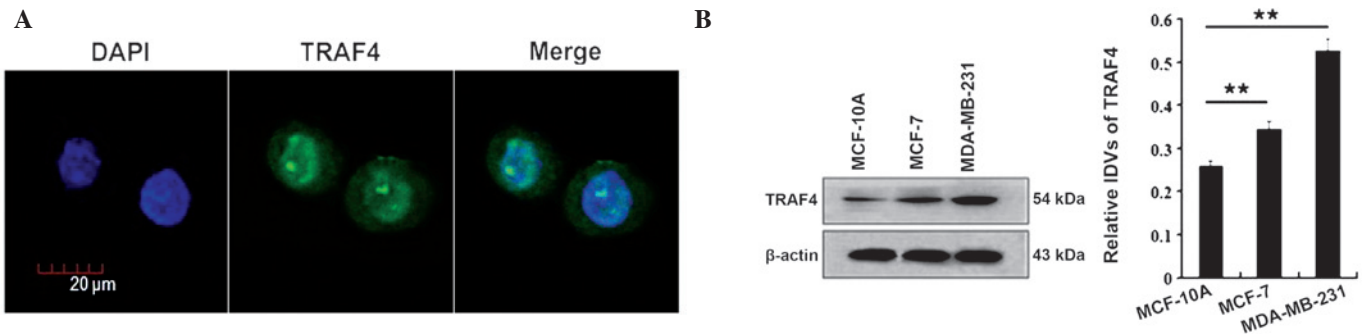 A
DAPI TRAF4 Merge
20 µm
B
MCF-10A
MCF-7
MDA-MB-231
TRAF4 54 kDa
β-actin 43 kDa
Relative IDVs of TRAF4
0.6
0.5
0.4
0.3
0.2
0.1
0
**
**
MCF-10A
MCF-7
MDA-MB-231